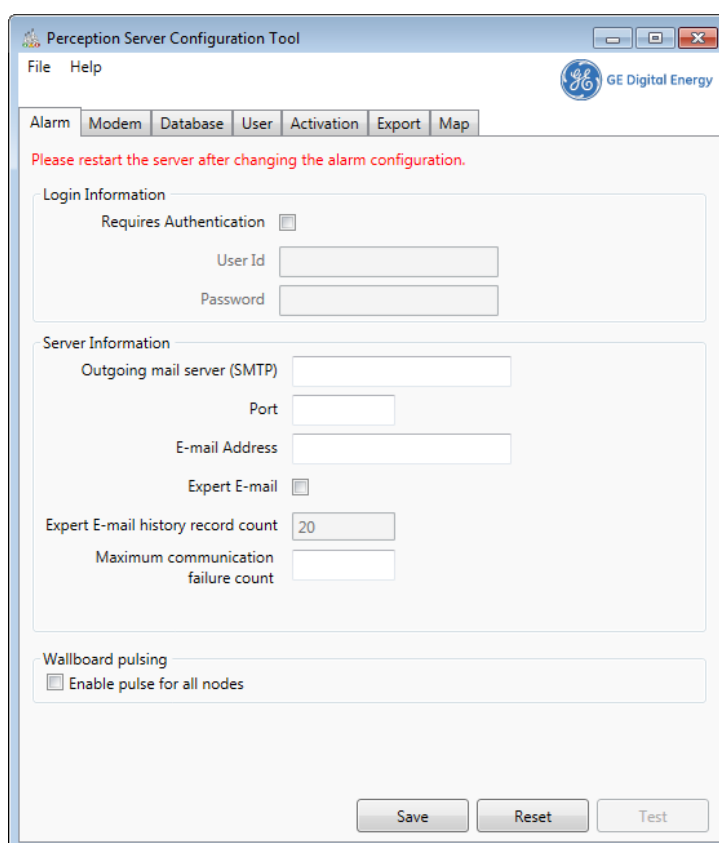 Perception Server Configuration Tool
File Help
GE Digital Energy
Alarm Modem Database User Activation Export Map
Please restart the server after changing the alarm configuration.
Login Information
Requires Authentication
User Id
Password
Server Information
Outgoing mail server (SMTP)
Port
E-mail Address
Expert E-mail
Expert E-mail history record count 20
Maximum communication
failure count
Wallboard pulsing
Enable pulse for all nodes
Save Reset Test